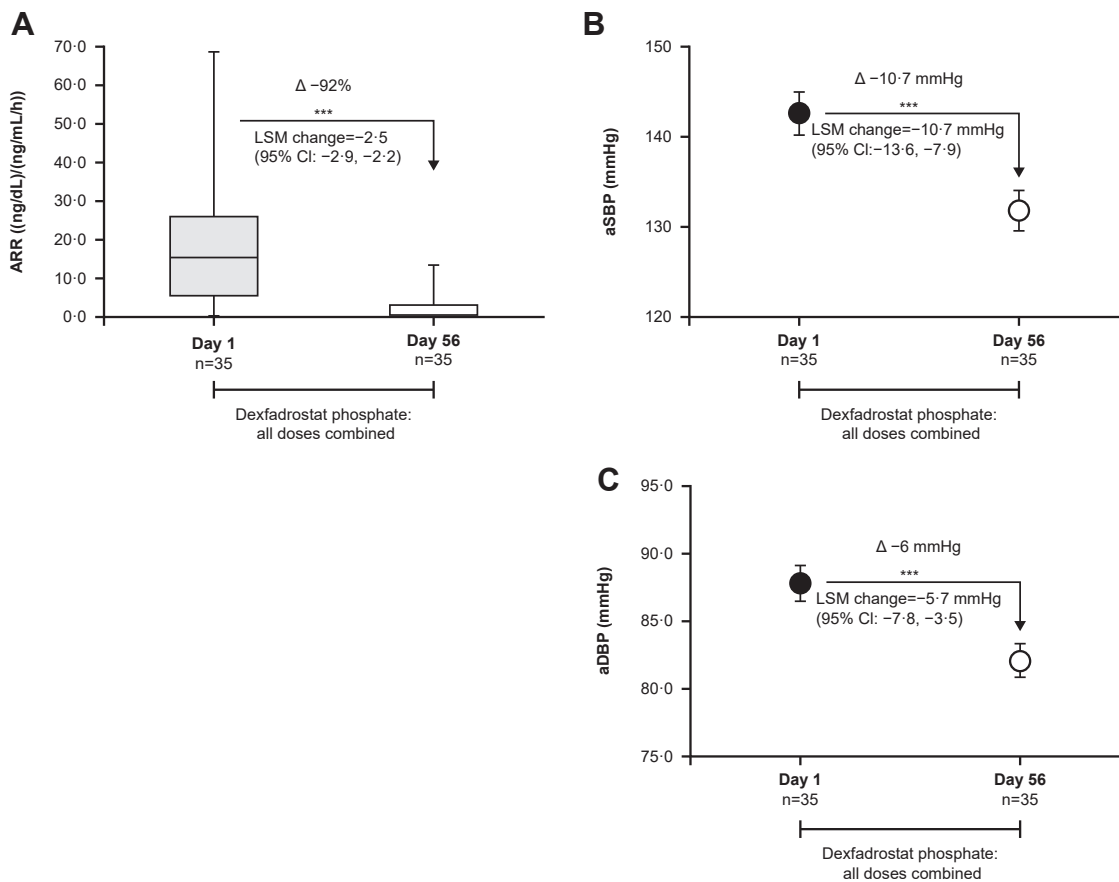 A
ARR ((ng/dL)/(ng/mL/h))
70·0
60·0
50·0
40·0
30·0
20·0
10·0
0·0
Δ −92%
***
LSM change=−2·5
(95% CI: −2·9, −2·2)
Day 1
n=35
Day 56
n=35
Dexfadrostat phosphate:
all doses combined
B
aSBP (mmHg)
150
140
130
120
Δ −10·7 mmHg
***
LSM change=−10·7 mmHg
(95% CI:−13·6, −7·9)
Day 1
n=35
Day 56
n=35
Dexfadrostat phosphate:
all doses combined
C
aDBP (mmHg)
95·0
90·0
85·0
80·0
75·0
Δ −6 mmHg
***
LSM change=−5·7 mmHg
(95% CI: −7·8, −3·5)
Day 1
n=35
Day 56
n=35
Dexfadrostat phosphate:
all doses combined